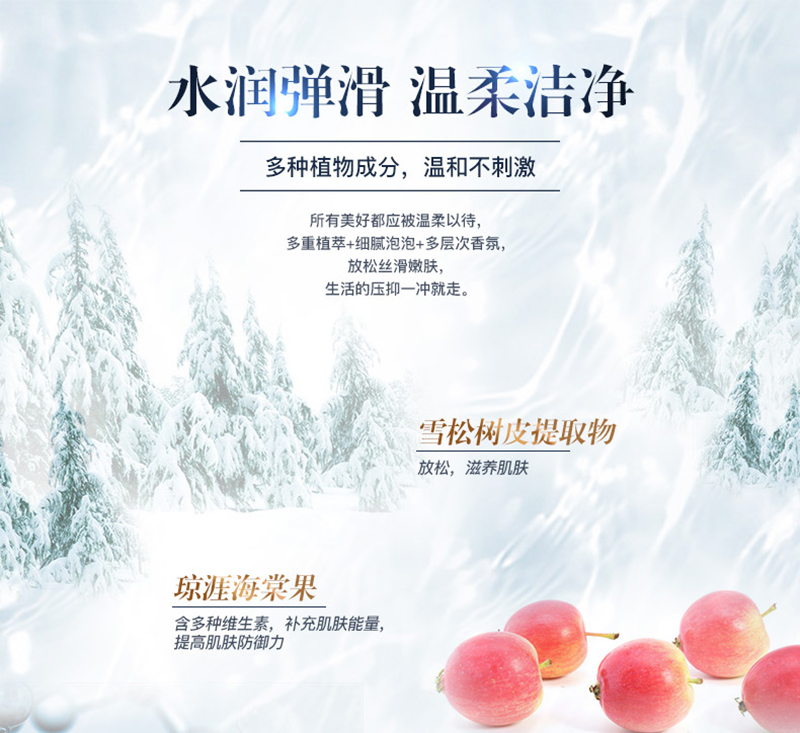 水润弹滑 温柔洁净
多种植物成分，温和不刺激
所有美好都应被温柔以待，
多重植萃+细腻泡泡+多层次香氛，
放松丝滑嫩肤，
生活的压抑一冲就走。
雪松树皮提取物
放松，滋养肌肤
琼涯海棠果
含多种维生素，补充肌肤能量，
提高肌肤防御力